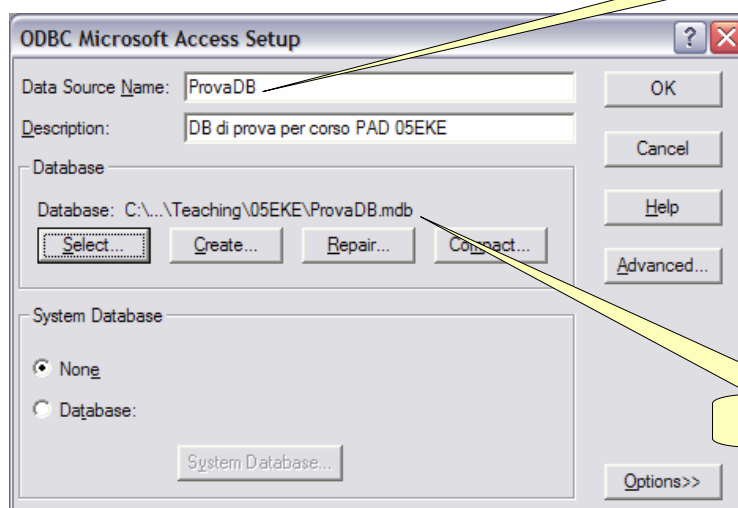 ODBC Microsoft Access Setup
Data Source Name: ProvaDB
OK
Description: DB di prova per corso PAD 05EKE
Cancel
Database
Database: C:\...\Teaching\05EKE\ProvaDB.mdb
Help
Select... Create... Repair... Compact...
Advanced...
System Database
None
Database:
System Database...
Options>>